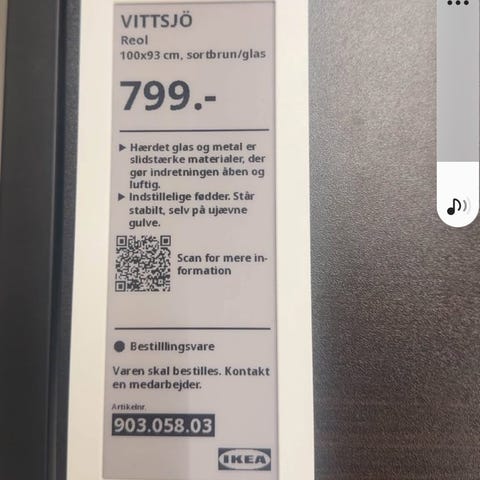 VITTSJÖ
Reol
100x93 cm, sortbrun/glas
799.-
▶ Hærdet glas og metal er
slidstærke materialer, der
gør indretningen åben og
luftig.
▶ Indstillelige fødder. Står
stabilt, selv på ujævne
gulve.
Scan for mere in-
formation
● Bestilllingsvare
Varen skal bestilles. Kontakt
en medarbejder.
Artikelnr.
903.058.03
IKEA